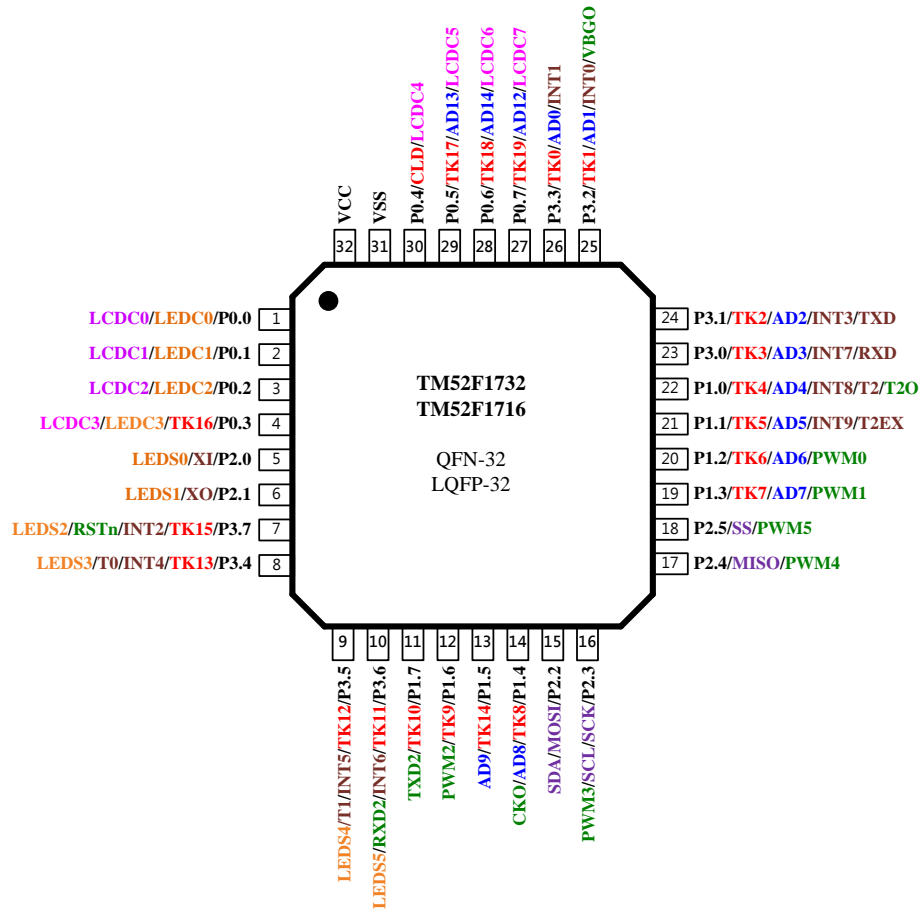 VCC
VSS
P0.4/CLD/LCDC4
P0.5/TK17/AD13/LCDC5
P0.6/TK18/AD14/LCDC6
P0.7/TK19/AD12/LCDC7
P3.3/TK0/AD0/INT1
P3.2/TK1/AD1/INT0/VBGO
32
31
30
29
28
27
26
25
LCDC0/LEDC0/P0.0 1
LCDC1/LEDC1/P0.1 2
LCDC2/LEDC2/P0.2 3
LCDC3/LEDC3/TK16/P0.3 4
LEDS0/XI/P2.0 5
LEDS1/XO/P2.1 6
LEDS2/RSTn/INT2/TK15/P3.7 7
LEDS3/T0/INT4/TK13/P3.4 8
TM52F1732
TM52F1716
QFN-32
LQFP-32
24 P3.1/TK2/AD2/INT3/TXD
23 P3.0/TK3/AD3/INT7/RXD
22 P1.0/TK4/AD4/INT8/T2/T2O
21 P1.1/TK5/AD5/INT9/T2EX
20 P1.2/TK6/AD6/PWM0
19 P1.3/TK7/AD7/PWM1
18 P2.5/SS/PWM5
17 P2.4/MISO/PWM4
9
10
11
12
13
14
15
16
LEDS4/T1/INT5/TK12/P3.5
LEDS5/RXD2/INT6/TK11/P3.6
TXD2/TK10/P1.7
PWM2/TK9/P1.6
AD9/TK14/P1.5
CKO/AD8/TK8/P1.4
SDA/MOSI/P2.2
PWM3/SCL/SCK/P2.3